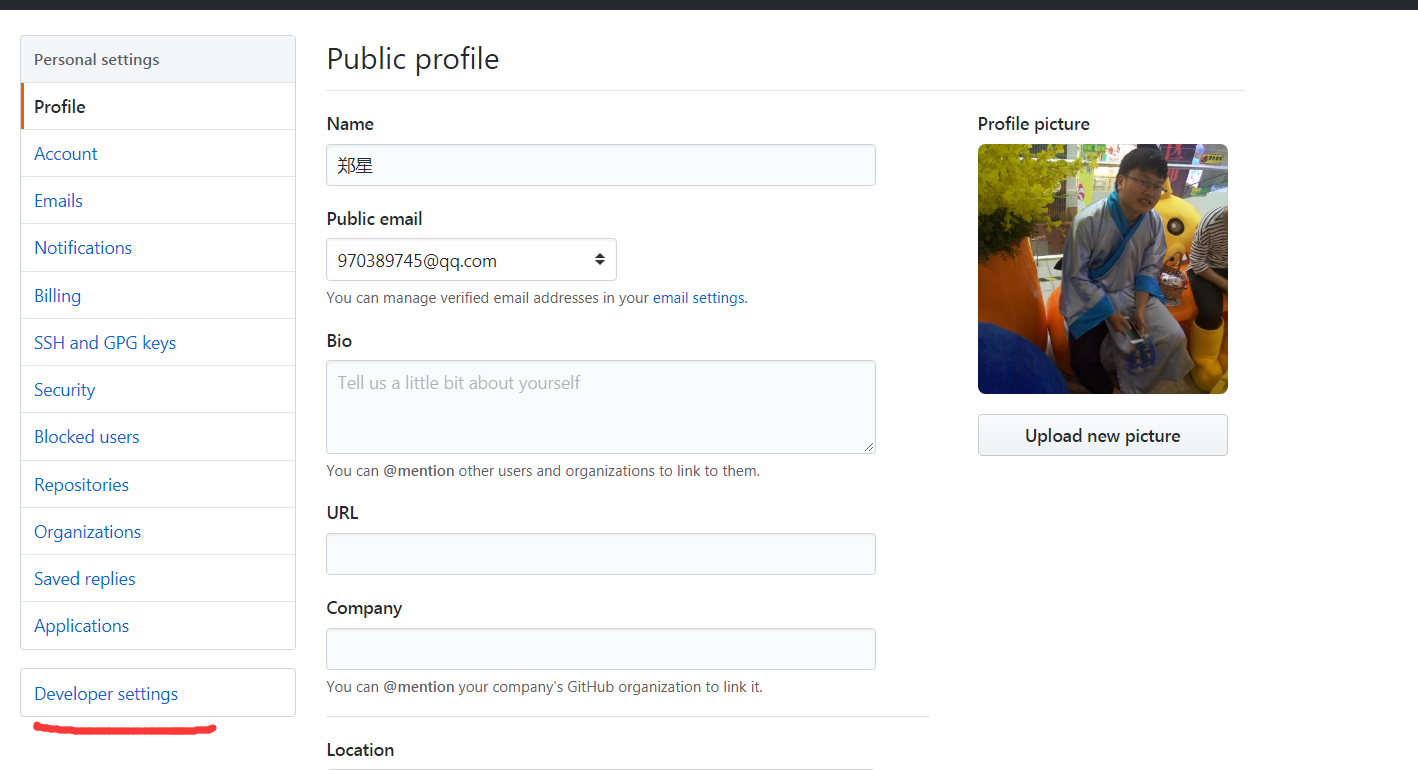 Personal settings
Profile
Account
Emails
Notifications
Billing
SSH and GPG keys
Security
Blocked users
Repositories
Organizations
Saved replies
Applications
Developer settings
Public profile
Name
郑星
Public email
970389745@qq.com
You can manage verified email addresses in your email settings.
Bio
Tell us a little bit about yourself
You can @mention other users and organizations to link to them.
URL
Company
You can @mention your company's GitHub organization to link it.
Location
Profile picture
Upload new picture